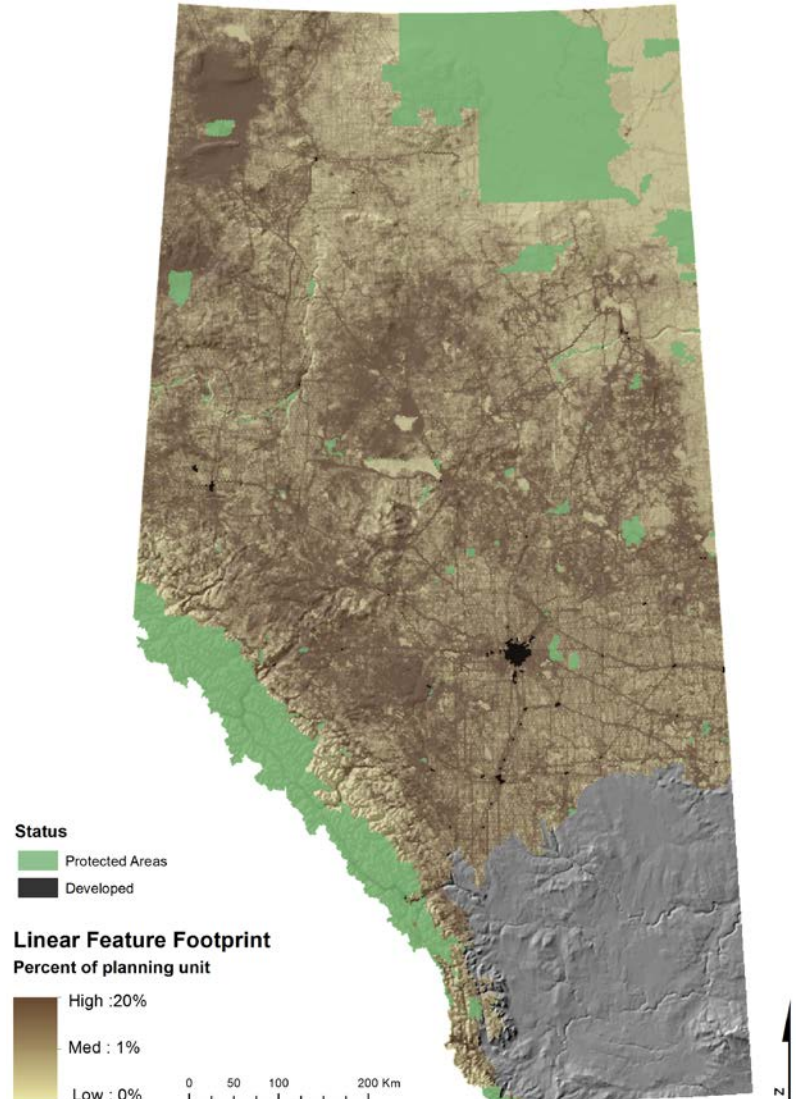 Status
Protected Areas
Developed
Linear Feature Footprint
Percent of planning unit
High :20%
Med : 1%
Low : 0%
0 50 100 200 Km
N